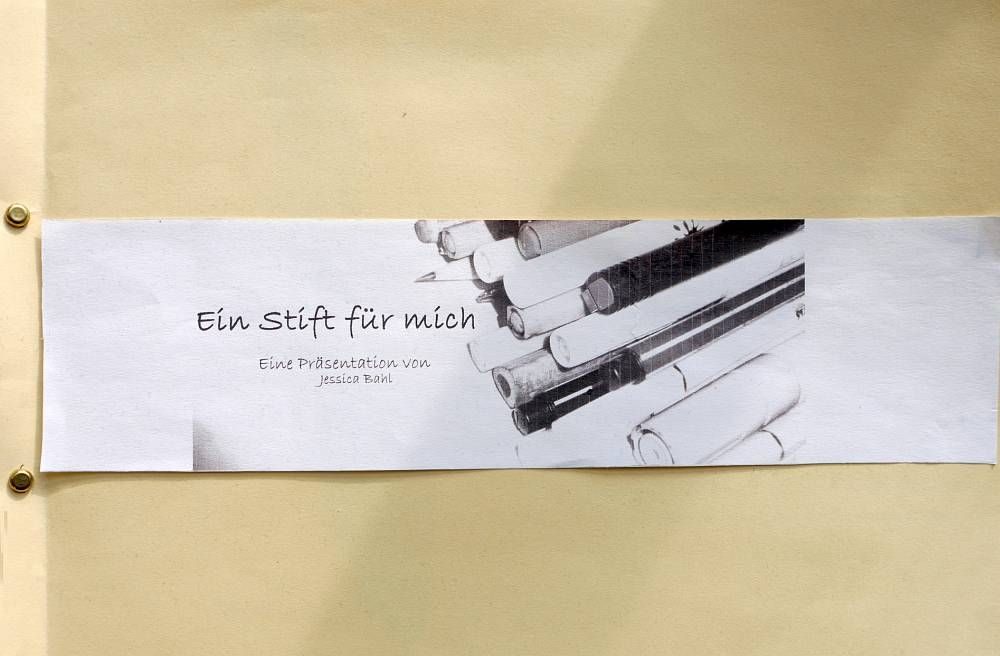 Ein Stift für mich
Eine Präsentation von
Jessica Bahl